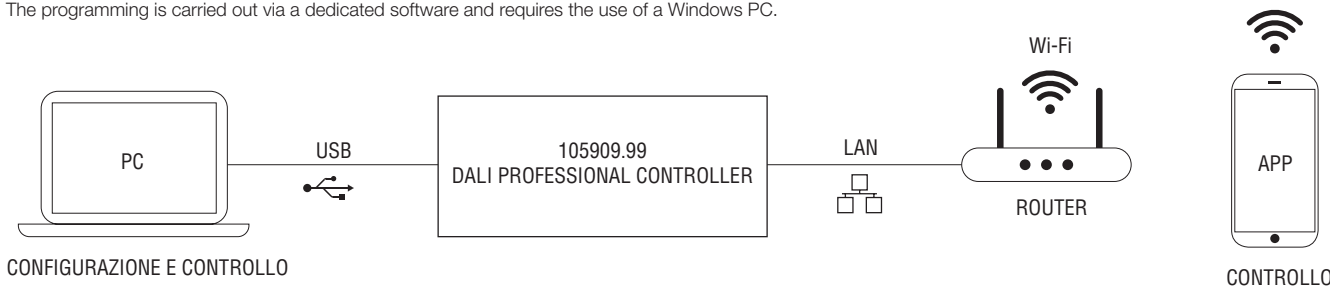 The programming is carried out via a dedicated software and requires the use of a Windows PC.
Wi-Fi
PC
USB
105909.99
DALI PROFESSIONAL CONTROLLER
LAN
APP
ROUTER
CONFIGURAZIONE E CONTROLLO
CONTROLLO